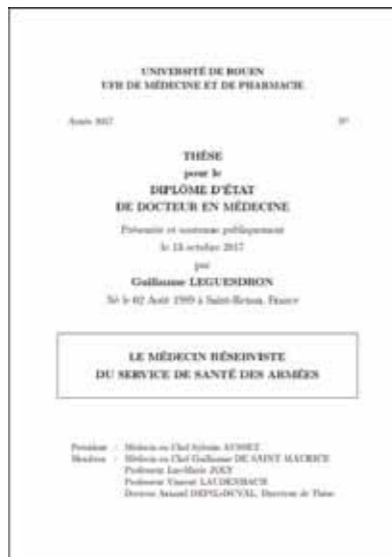 UNIVERSITÉ DE ROUEN
UFR DE MÉDECINE ET DE PHARMACIE
Année 2017 N°
THÈSE
pour le
DIPLÔME D'ÉTAT
DE DOCTEUR EN MÉDECINE
Présentée et soutenue publiquement
le 13 octobre 2017
par
Guillaume LEGUESDRON
Né le 02 Août 1989 à Saint-Renan, France
LE MÉDECIN RÉSERVISTE
DU SERVICE DE SANTÉ DES ARMÉES
Président : Médecin en Chef Sylvain AUSSET
Membres : Médecin en Chef Guillaume DE SAINT MAURICE
Professeur Luc-Marie JOLY
Professeur Vincent LAUDENBACH
Docteur Arnaud DEPIL-DUVAL, Directeur de Thèse